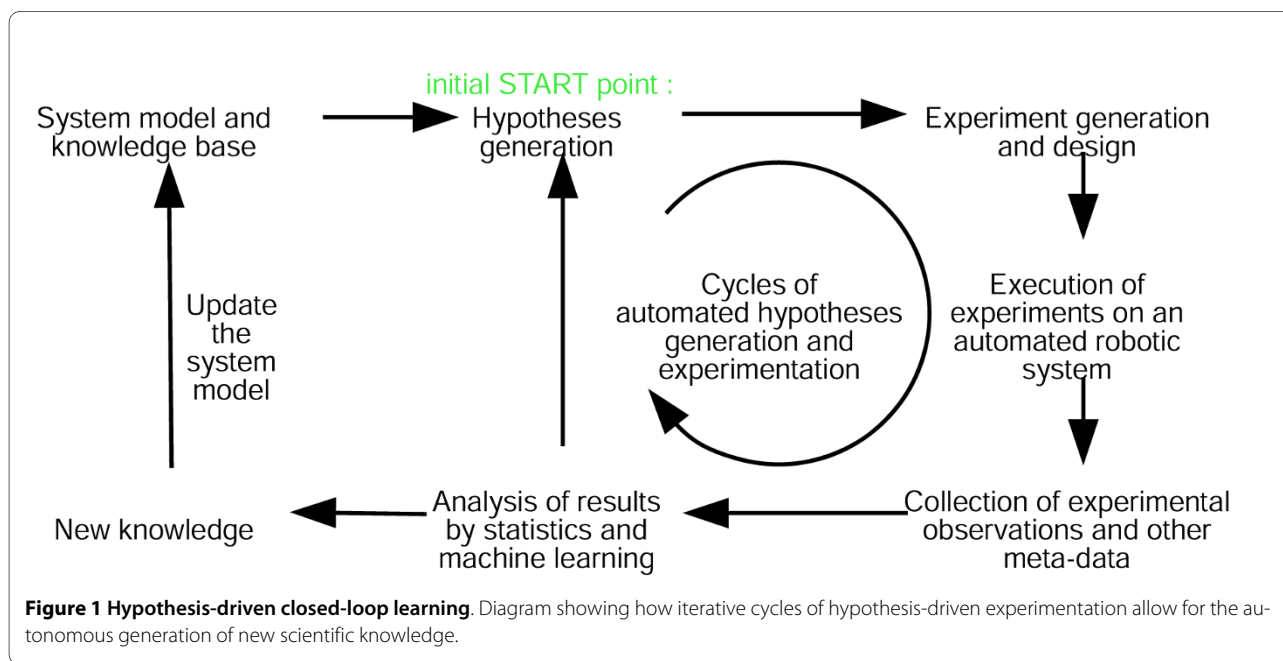 initial START point :
System model and
knowledge base
Hypotheses
generation
Experiment generation
and design
Update
the
system
model
Cycles of
automated hypotheses
generation and
experimentation
Execution of
experiments on an
automated robotic
system
New knowledge
Analysis of results
by statistics and
machine learning
Collection of experimental
observations and other
meta-data
Figure 1 Hypothesis-driven closed-loop learning. Diagram showing how iterative cycles of hypothesis-driven experimentation allow for the au-
tonomous generation of new scientific knowledge.